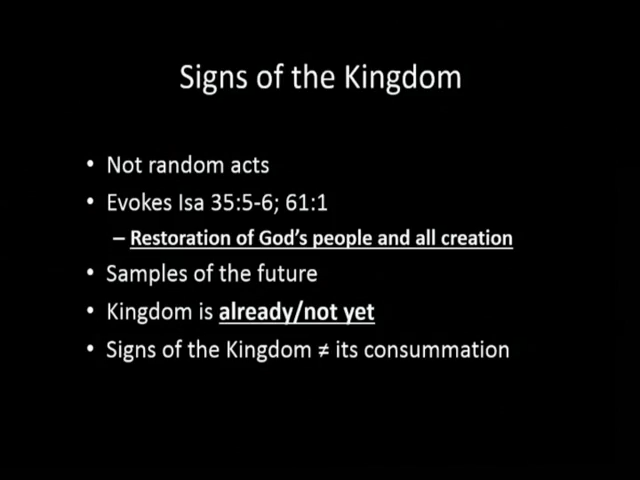 Signs of the Kingdom
• Not random acts
• Evokes Isa 35:5-6; 61:1
– Restoration of God's people and all creation
• Samples of the future
• Kingdom is already/not yet
• Signs of the Kingdom ≠ its consummation